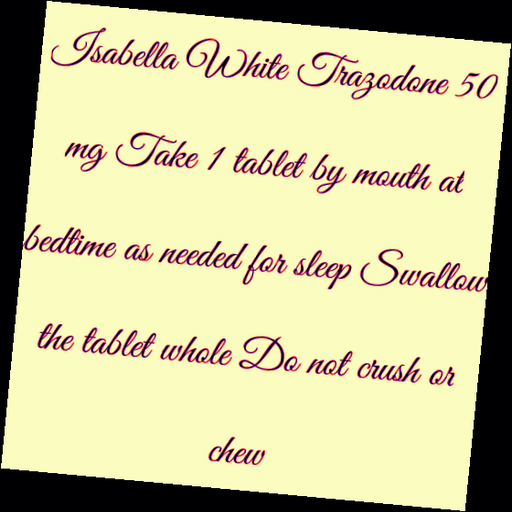 Isabella White Trazodone 50
mg Take 1 tablet by mouth at
bedtime as needed for sleep Swallow
the tablet whole Do not crush or
chew